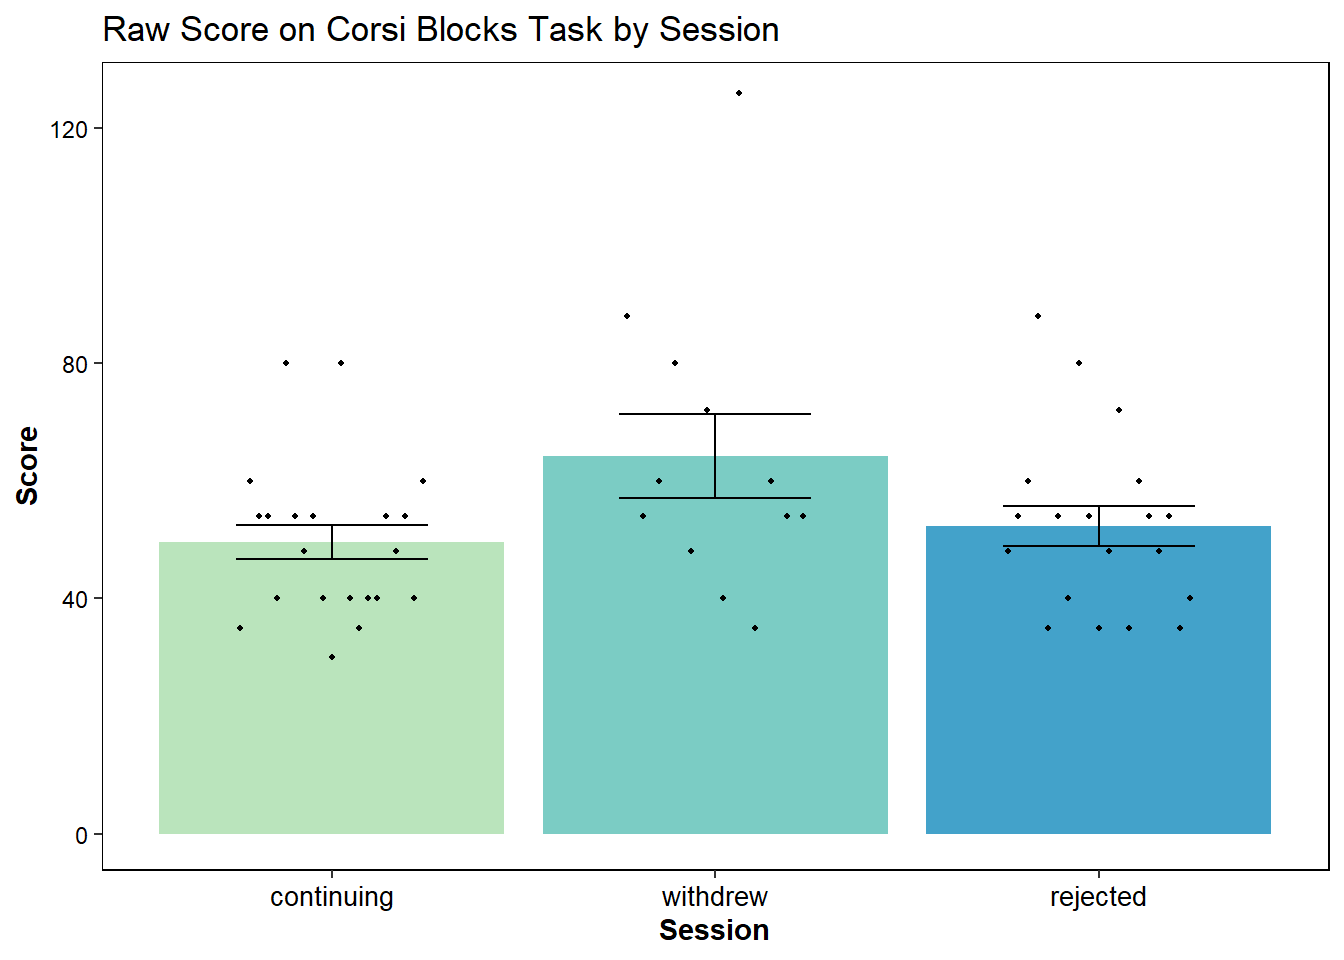 Raw Score on Corsi Blocks Task by Session
120
80
40
0
Score
continuing withdrew rejected
Session